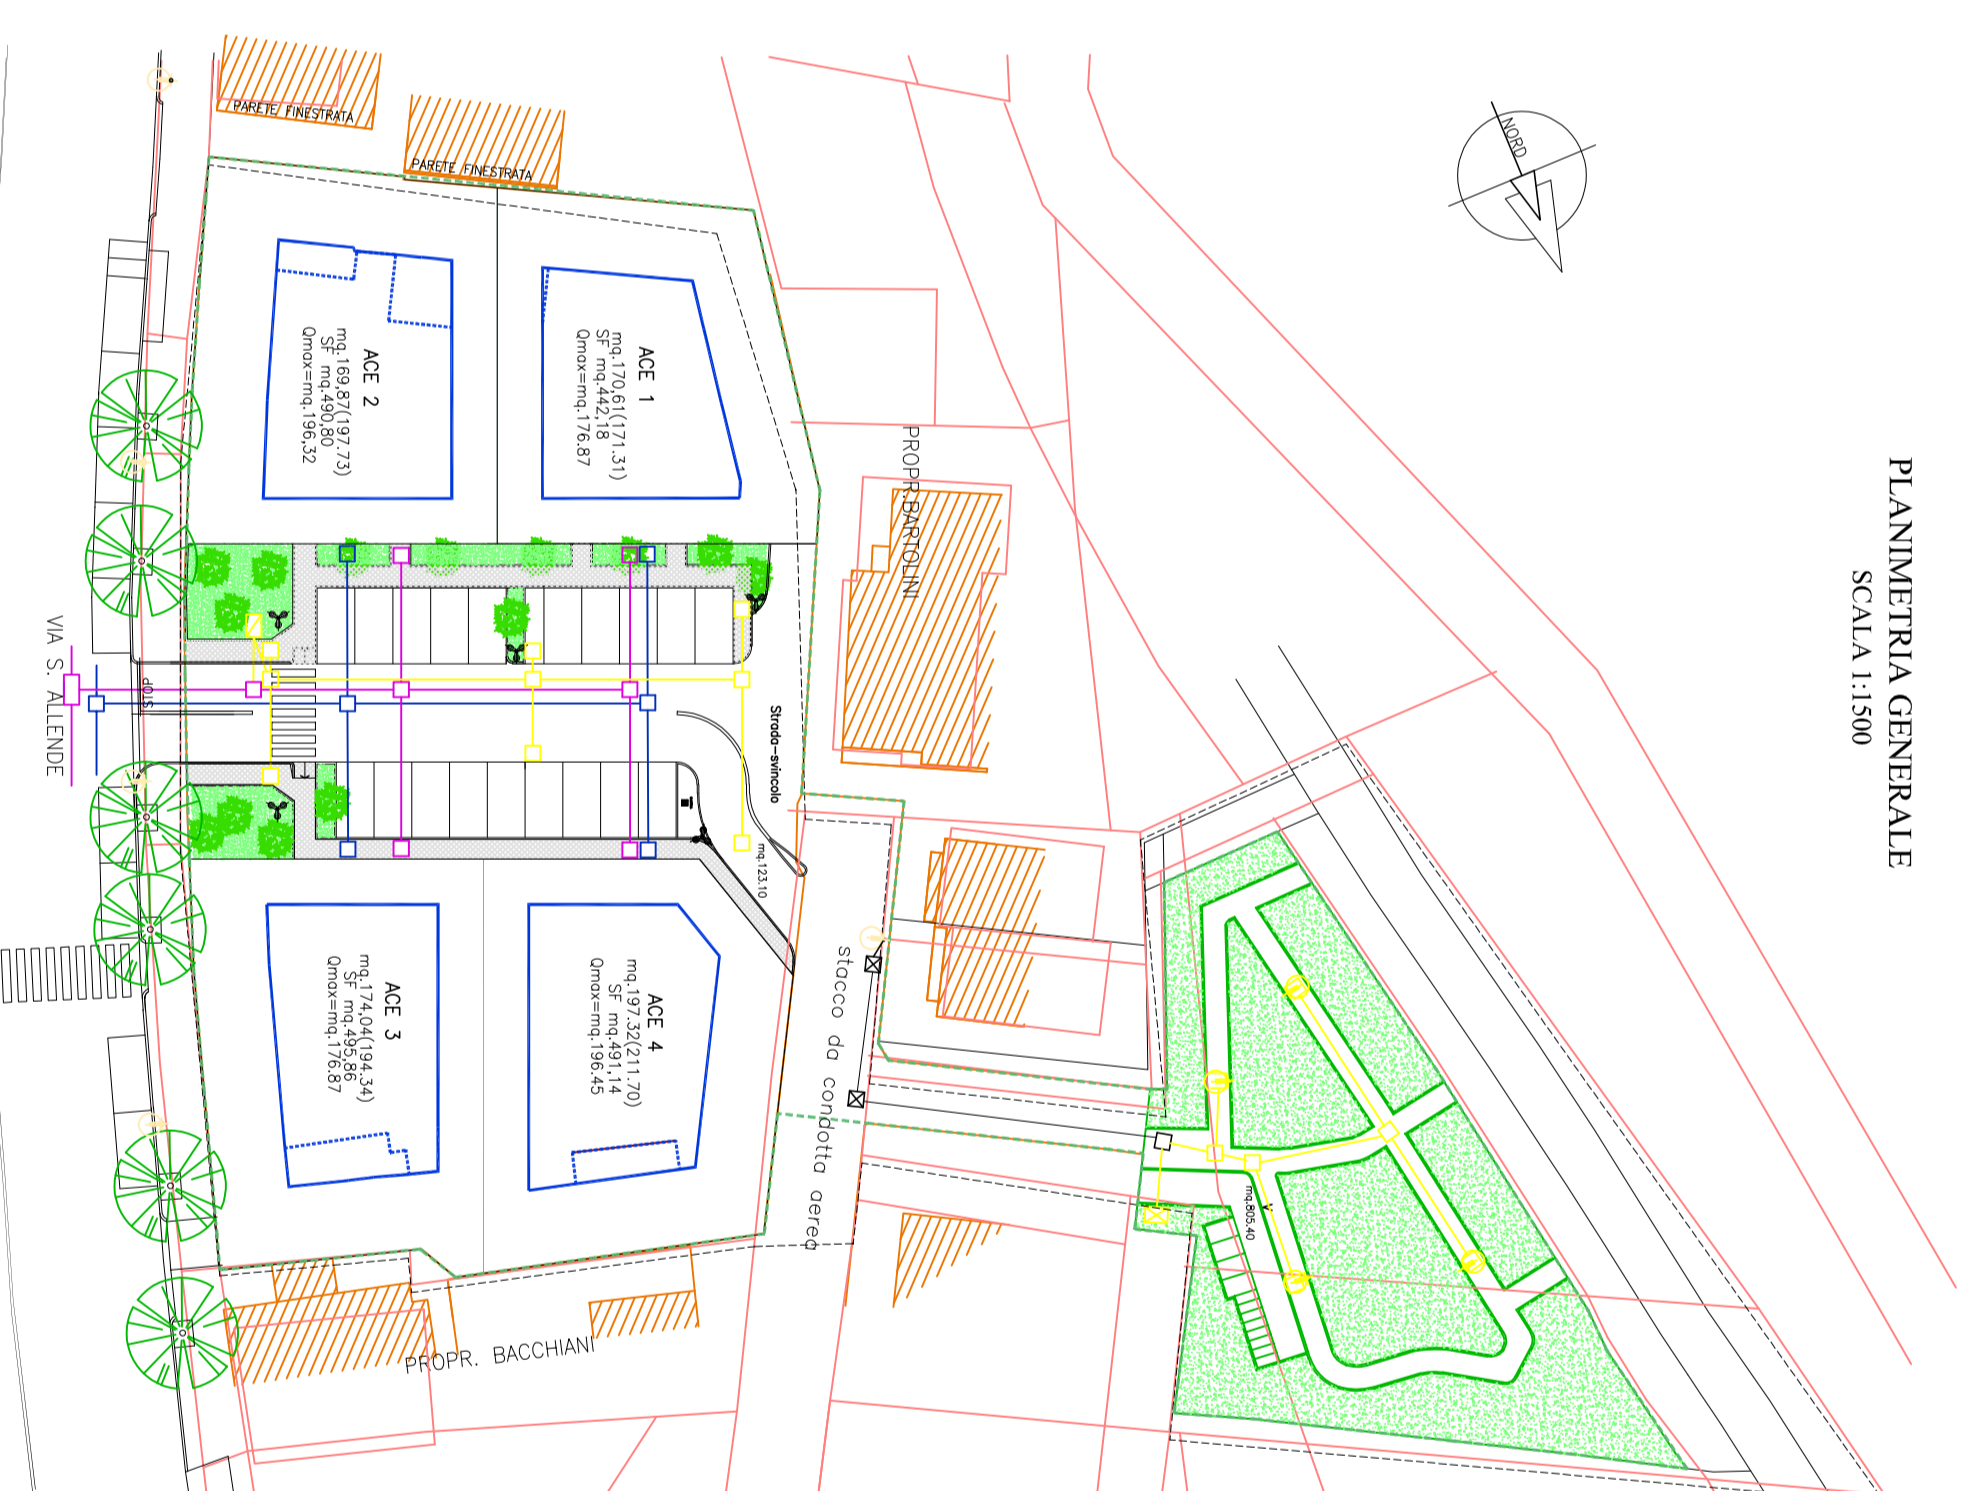 PLANIMETRIA GENERALE
SCALA 1:1500
NORD
PARETE FINESTRATA
PARETE FINESTRATA
ACE 1
mq.170,61(171.31)
SF mq.442,18
Qmax=mq.176.87
ACE 2
mq.169,87(197.73)
SF mq.490,80
Qmax=mq.196,32
PROPR.BARTOLINI
VIA S. ALLENDE
STOP
Strada-svincolo
mq.123.10
ACE 3
mq.174,04(194.34)
SF mq.495,86
Qmax=mq.176.87
ACE 4
mq.197.32(211.70)
SF mq.491,14
Qmax=mq.196.45
stacco da condotta aerea
V
mq.805.40
PROPR. BACCHIANI